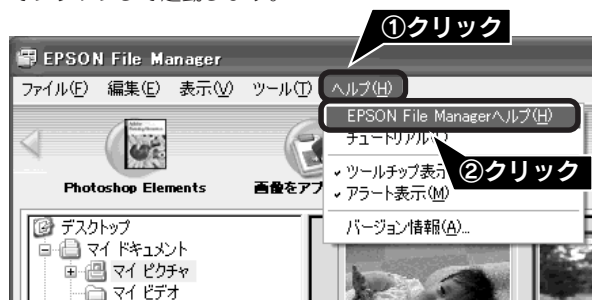 ①クリック
EPSON File Manager
ファイル(F) 編集(E) 表示(V) ツール(T) ヘルプ(H)
EPSON File Managerヘルプ(H)
チュートリアル
ツールチップ表示
②クリック
アラート表示(M)
バージョン情報(A)...
Photoshop Elements
画像をアプ
デスクトップ
マイ ドキュメント
マイ ピクチャ
マイ ビデオ